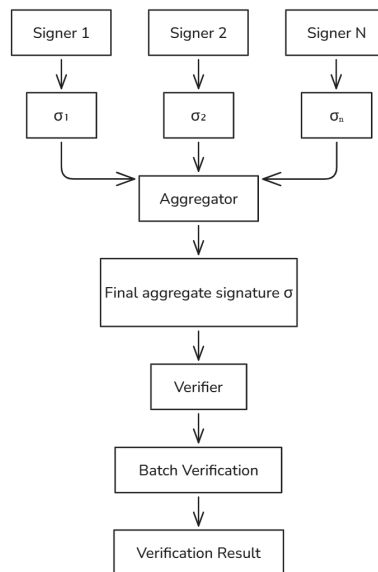 Signer 1
Signer 2
Signer N
σ₁
σ₂
σₙ
Aggregator
Final aggregate signature σ
Verifier
Batch Verification
Verification Result